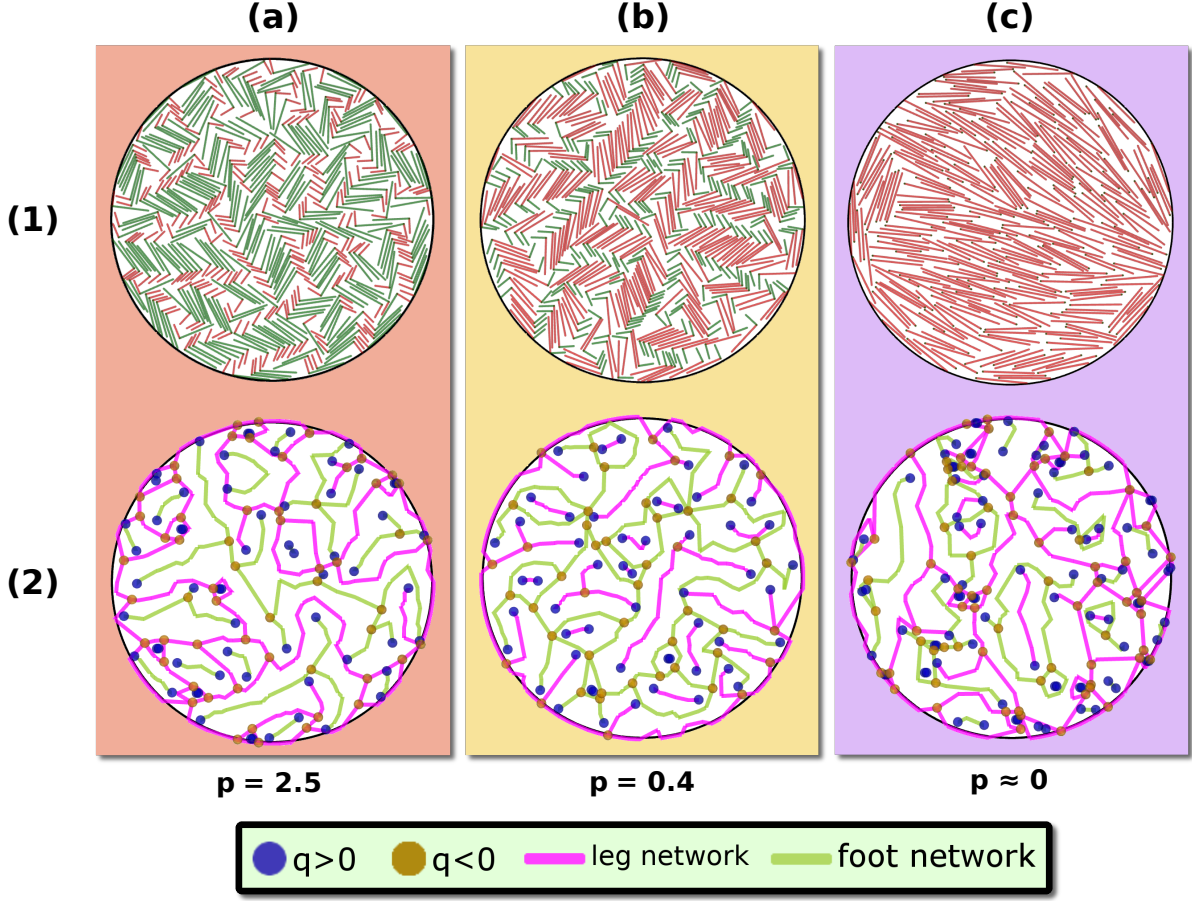 (a) (b) (c)
(1)
(2)
p = 2.5 p = 0.4 p ≈ 0
q>0 q<0 leg network foot network